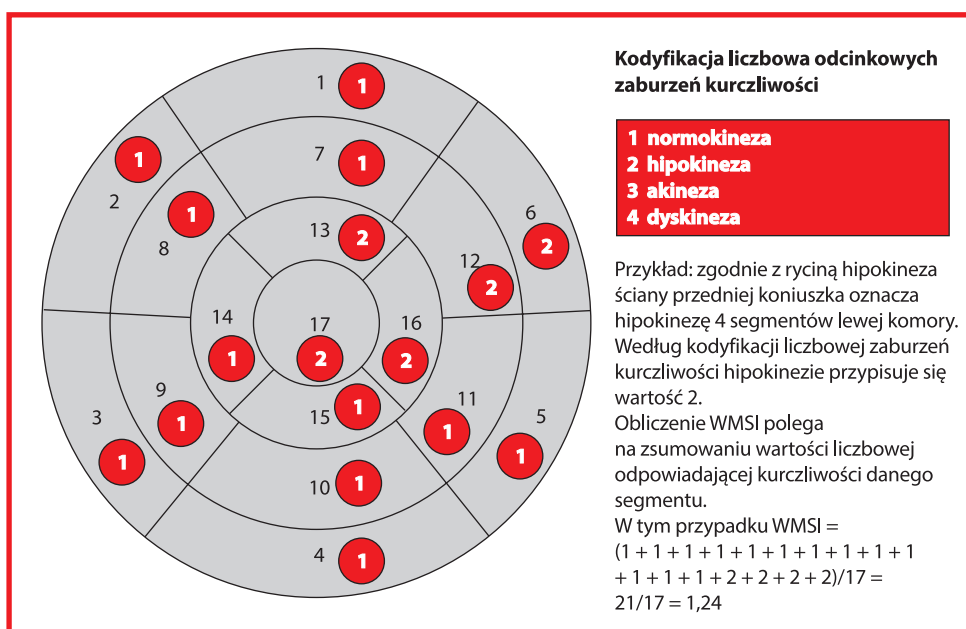 Kodyfikacja liczbowa odcinkowych
zaburzeń kurczliwości
1 normokineza
2 hipokineza
3 akineza
4 dyskineza
Przykład: zgodnie z ryciną hipokineza
ściany przedniej koniuszka oznacza
hipokinezę 4 segmentów lewej komory.
Według kodyfikacji liczbowej zaburzeń
kurczliwości hipokinezie przypisuje się
wartość 2.
Obliczenie WMSI polega
na zsumowaniu wartości liczbowej
odpowiadającej kurczliwości danego
segmentu.
W tym przypadku WMSI =
(1 + 1 + 1 + 1 + 1 + 1 + 1 + 1 + 1 + 1
+ 1 + 1 + 1 + 2 + 2 + 2 + 2)/17 =
21/17 = 1,24
1 1
2 1
3 1
4 1
5 1
6 2
7 1
8 1
9 1
10 1
11 1
12 2
13 2
14 1
15 1
16 2
17 2